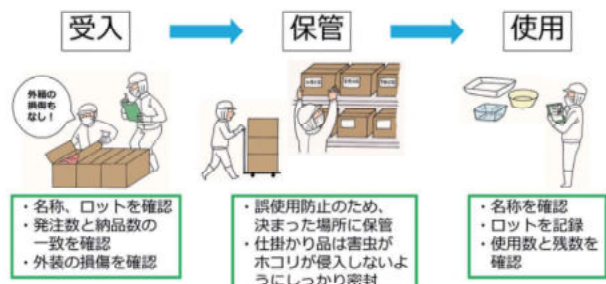 受入
保管
使用
外箱の
損傷も
なし！
・名称、ロットを確認
・発注数と納品数の
一致を確認
・外装の損傷を確認
・誤使用防止のため、
決まった場所に保管
・仕掛かり品は害虫が
ホコリが侵入しないよ
うにしっかり密封
・名称を確認
・ロットを記録
・使用数と残数を
確認